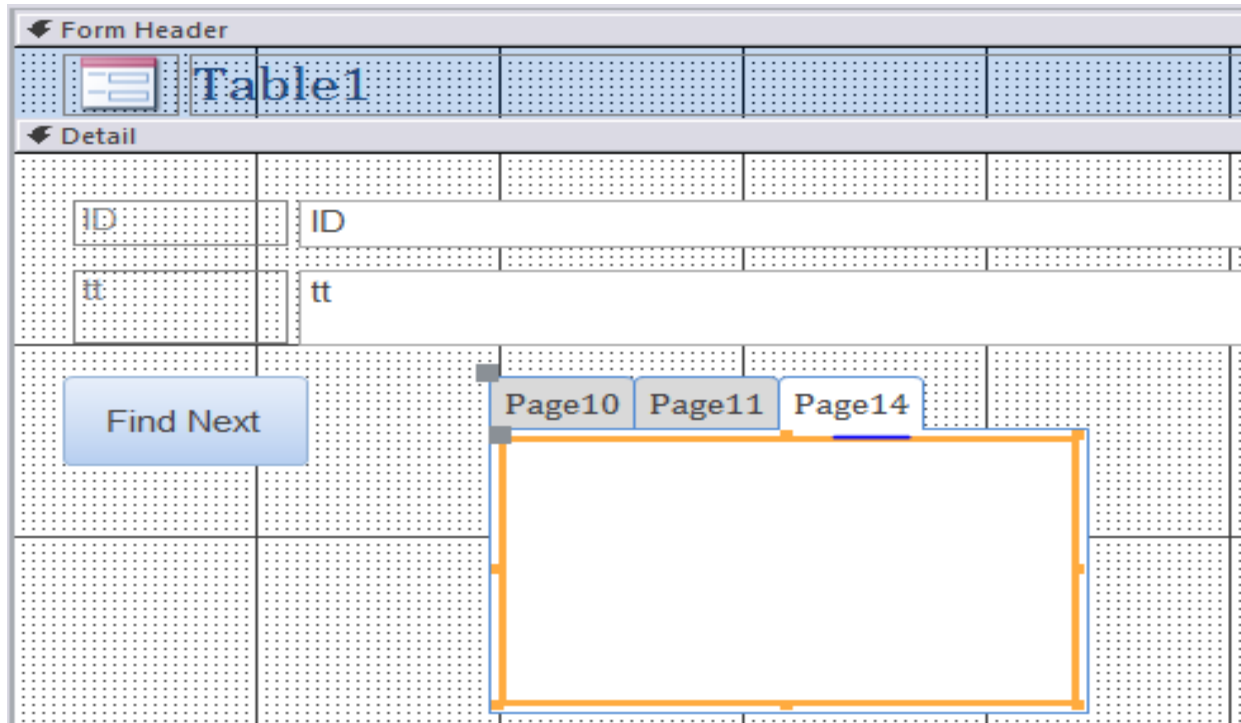 Form Header
Table1
Detail
ID ID
tt tt
Find Next
Page10 Page11 Page14